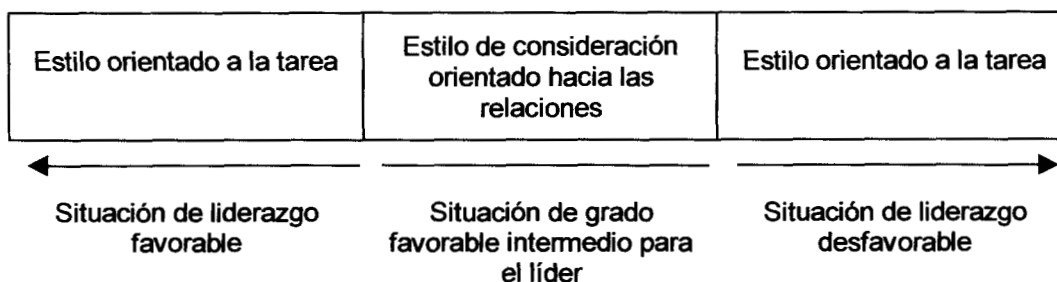 Estilo orientado a la tarea
Estilo de consideración
orientado hacia las
relaciones
Estilo orientado a la tarea
Situación de liderazgo
favorable
Situación de grado
favorable intermedio para
el líder
Situación de liderazgo
desfavorable